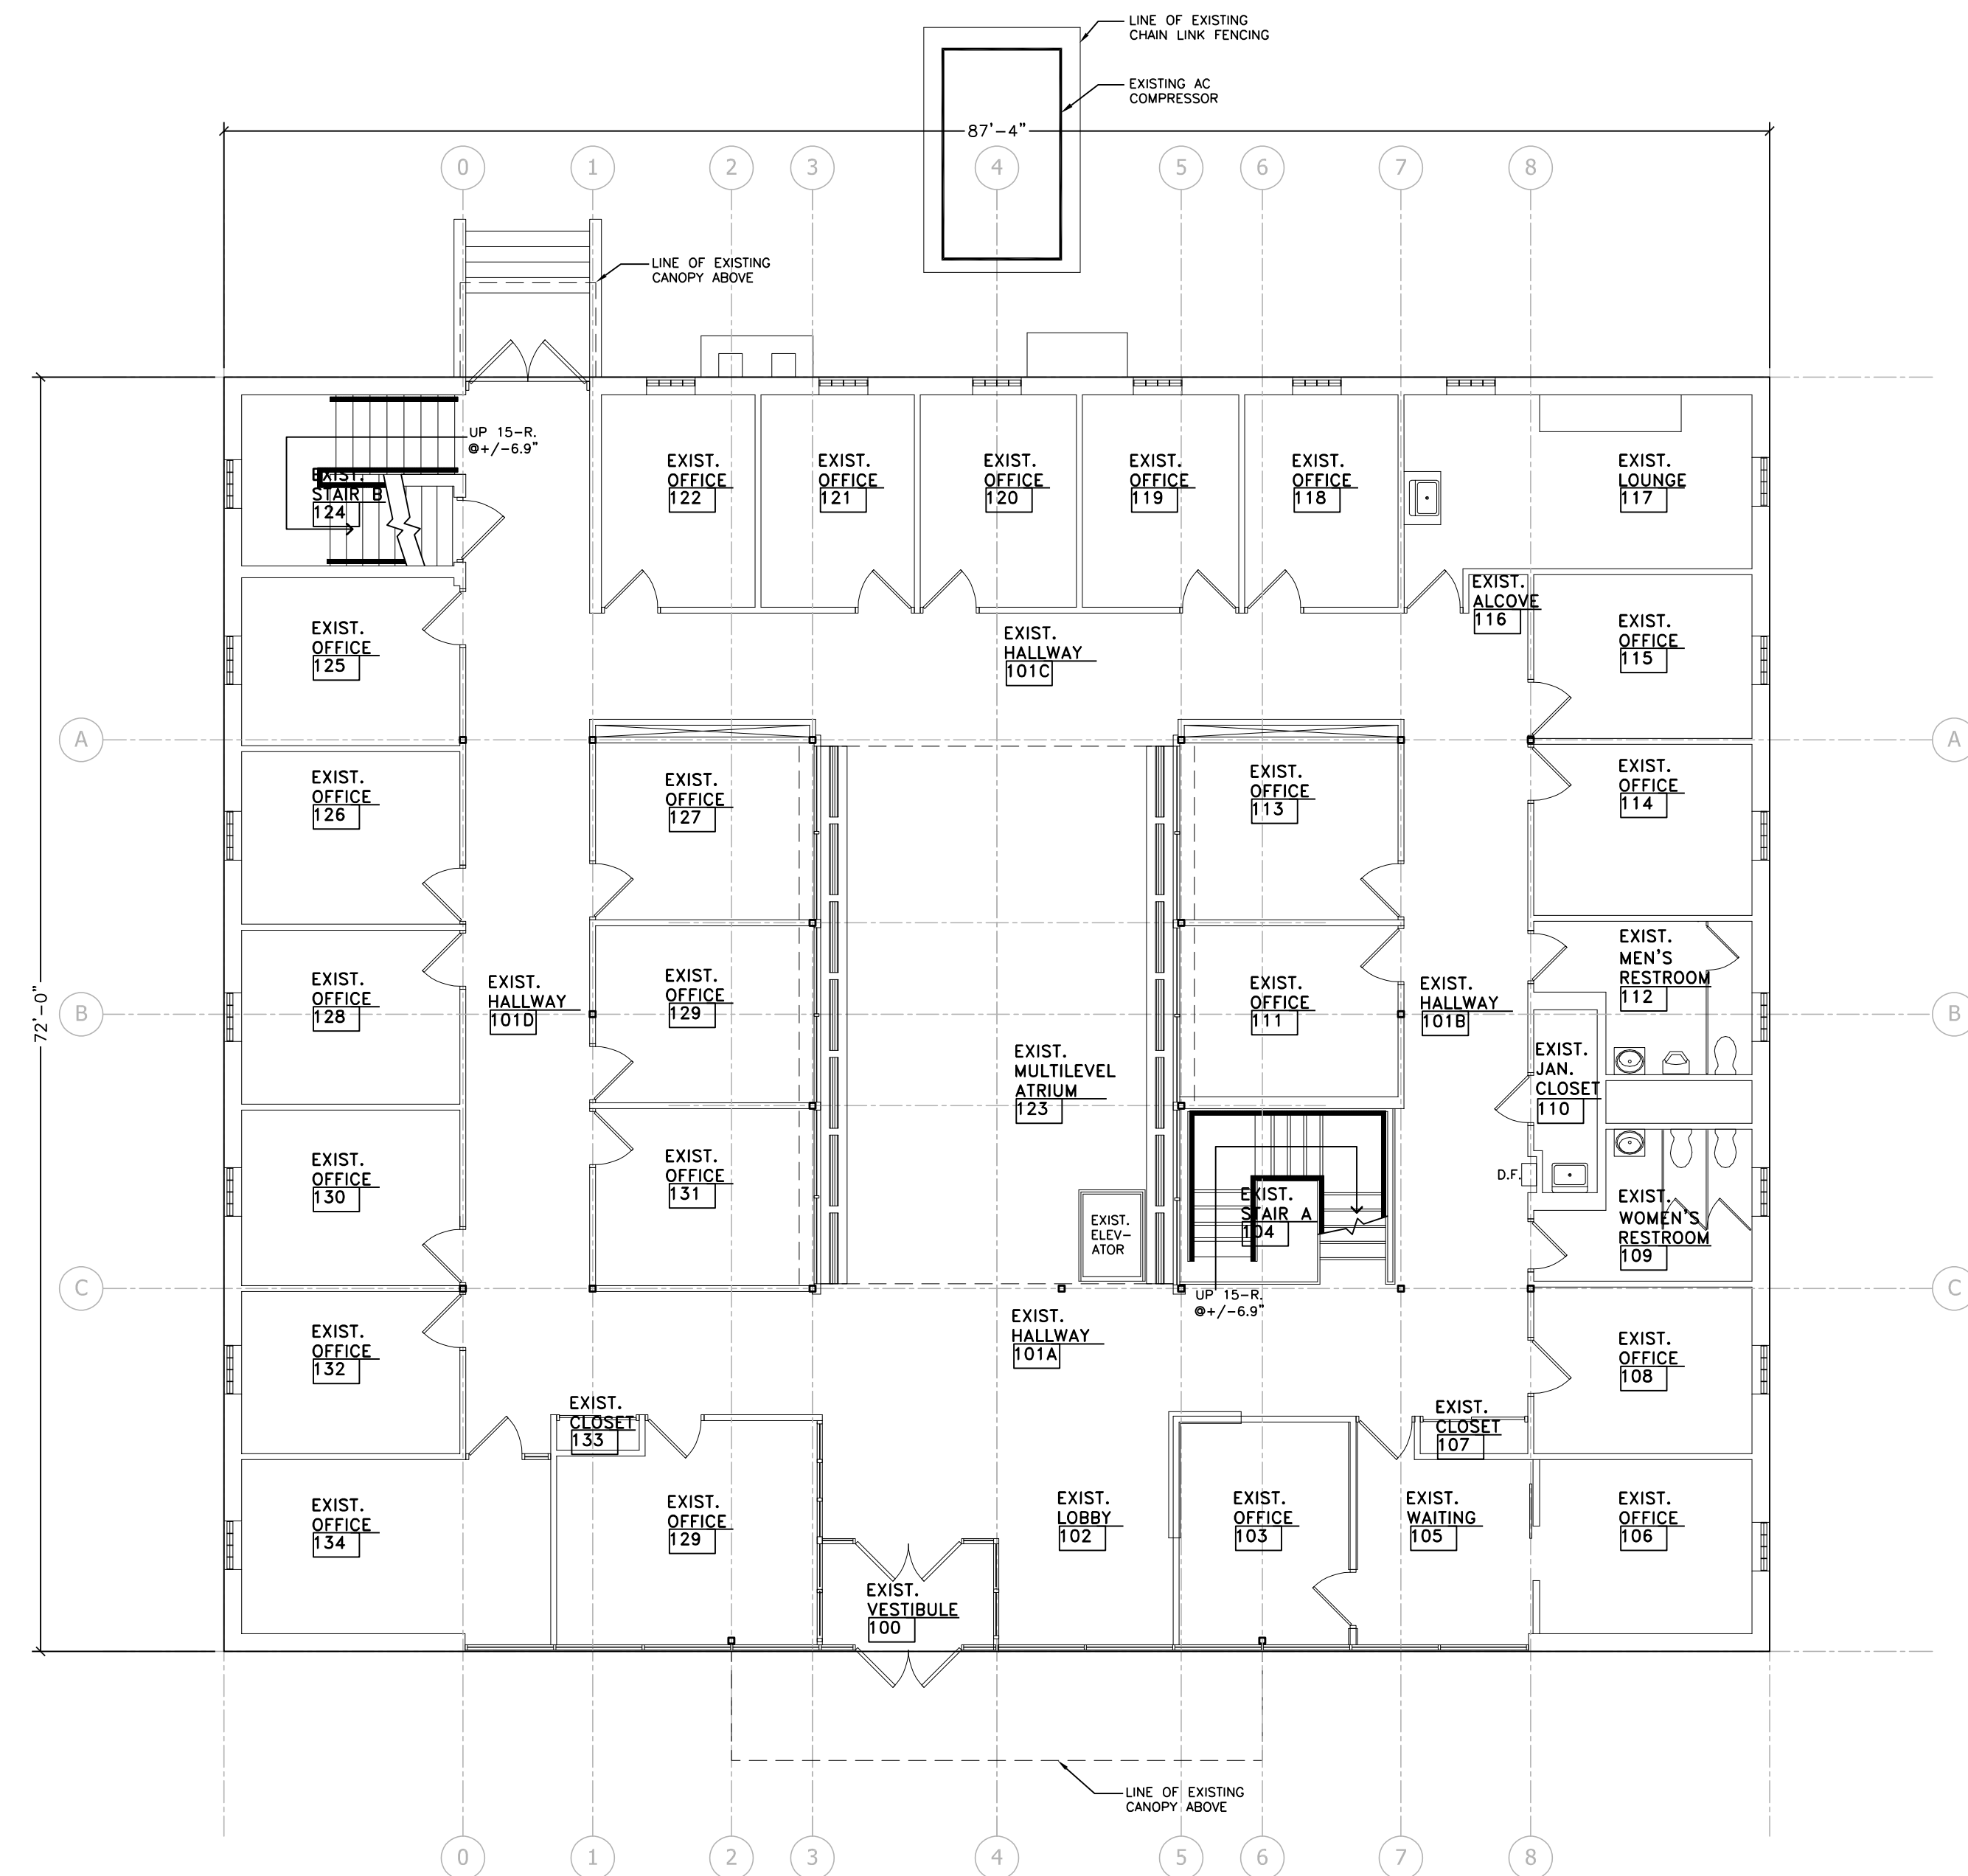 LINE OF EXISTING
CHAIN LINK FENCING
EXISTING AC
COMPRESSOR
87'-4"
0
1
2
3
4
5
6
7
8
LINE OF EXISTING
CANOPY ABOVE
UP 15-R.
@+/-6.9"
EXIST.
STAIR B
124
EXIST.
OFFICE
122
EXIST.
OFFICE
121
EXIST.
OFFICE
120
EXIST.
OFFICE
119
EXIST.
OFFICE
118
EXIST.
LOUNGE
117
EXIST.
ALCOVE
116
EXIST.
OFFICE
125
EXIST.
HALLWAY
101C
EXIST.
OFFICE
115
A
A
EXIST.
OFFICE
126
EXIST.
OFFICE
127
EXIST.
OFFICE
113
EXIST.
OFFICE
114
72'-0"
B
B
EXIST.
OFFICE
128
EXIST.
HALLWAY
101D
EXIST.
OFFICE
129
EXIST.
OFFICE
111
EXIST.
HALLWAY
101B
EXIST.
MEN'S
RESTROOM
112
EXIST.
MULTILEVEL
ATRIUM
123
EXIST.
JAN.
CLOSET
110
EXIST.
OFFICE
130
EXIST.
OFFICE
131
EXIST.
ELEV-
ATOR
EXIST.
STAIR A
104
D.F.
EXIST.
WOMEN'S
RESTROOM
109
C
C
UP 15-R.
@+/-6.9"
EXIST.
OFFICE
132
EXIST.
HALLWAY
101A
EXIST.
OFFICE
108
EXIST.
CLOSET
133
EXIST.
CLOSET
107
EXIST.
OFFICE
134
EXIST.
OFFICE
129
EXIST.
LOBBY
102
EXIST.
OFFICE
103
EXIST.
WAITING
105
EXIST.
OFFICE
106
EXIST.
VESTIBULE
100
LINE OF EXISTING
CANOPY ABOVE
0
1
2
3
4
5
6
7
8